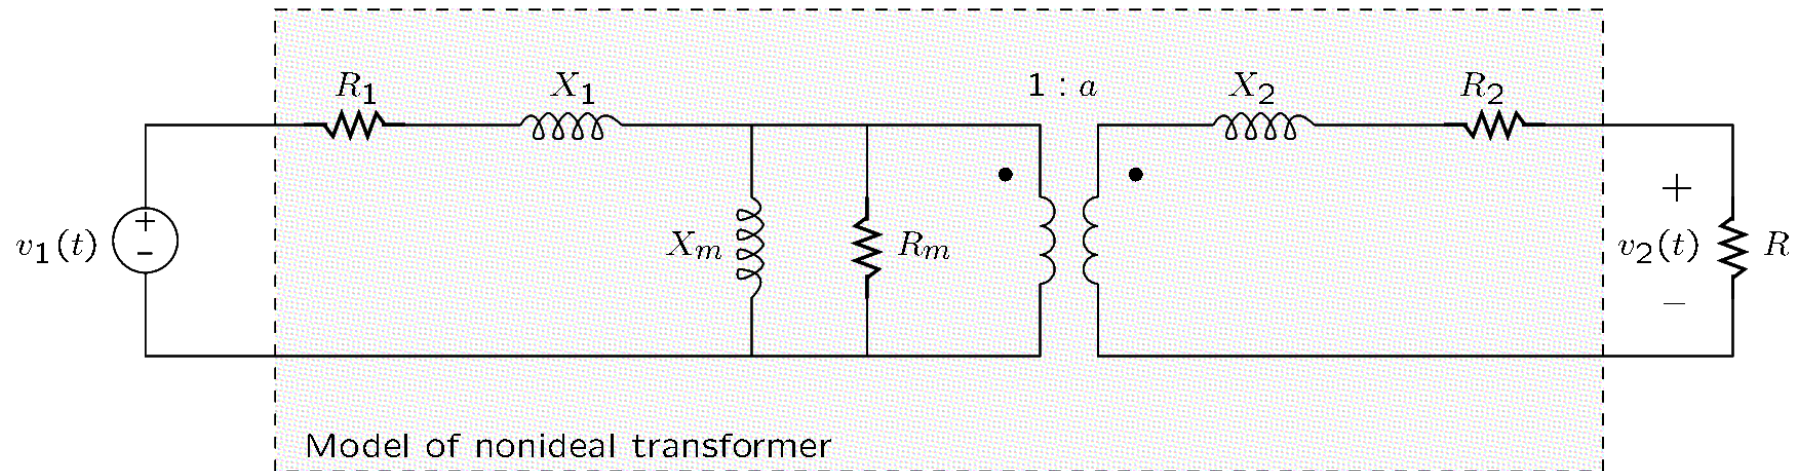 R1 X1 1 : a X2 R2
+
v1(t) + − Xm Rm v2(t) R
−
Model of nonideal transformer